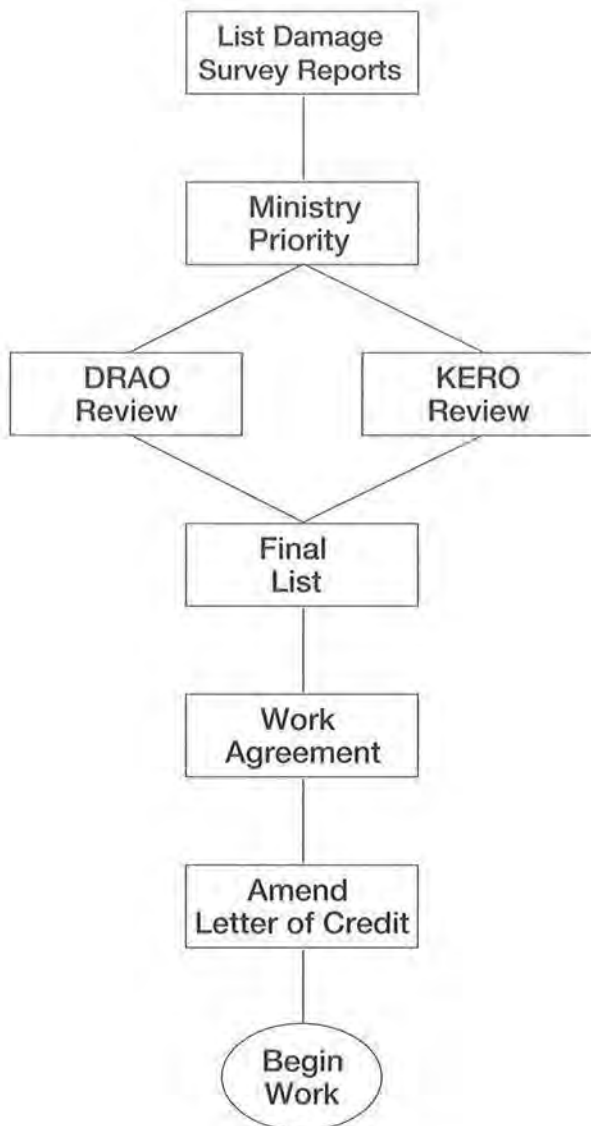 List Damage
Survey Reports
Ministry
Priority
DRAO
Review
KERO
Review
Final
List
Work
Agreement
Amend
Letter of Credit
Begin
Work